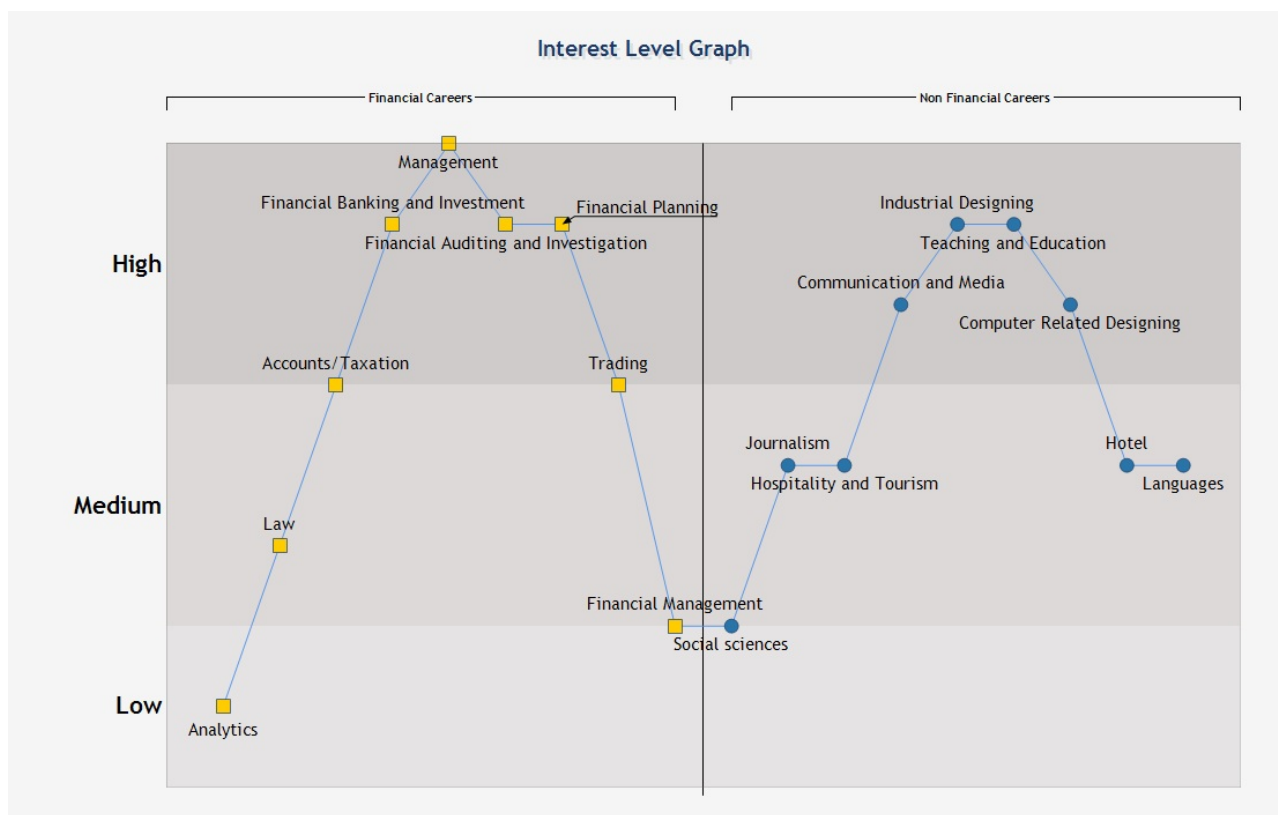 Interest Level Graph
Financial Careers
Non Financial Careers
Management
Financial Banking and Investment
Financial Planning
Industrial Designing
Financial Auditing and Investigation
Teaching and Education
High
Communication and Media
Computer Related Designing
Accounts/Taxation
Trading
Journalism
Hotel
Hospitality and Tourism
Languages
Medium
Law
Financial Management
Social sciences
Low
Analytics